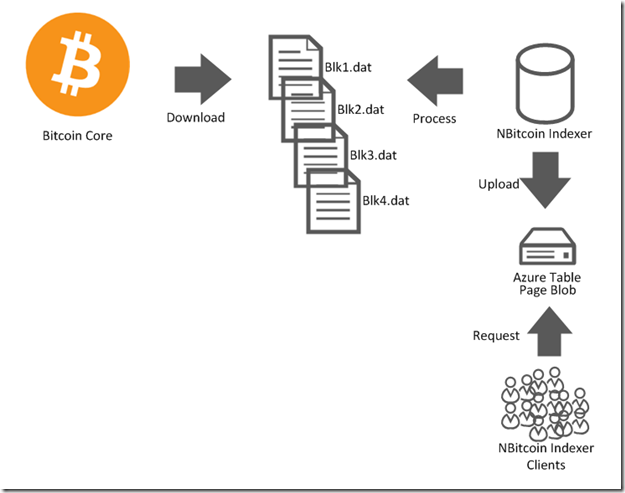 Bitcoin Core
Download
Blk1.dat
Blk2.dat
Blk3.dat
Blk4.dat
Process
NBitcoin Indexer
Upload
Azure Table
Page Blob
Request
NBitcoin Indexer
Clients